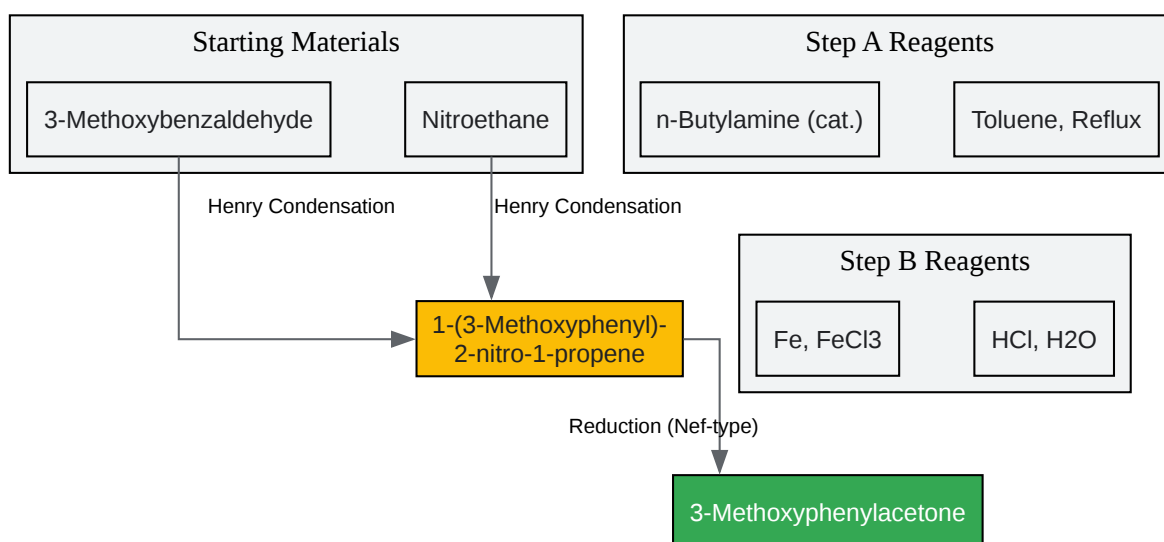 Starting Materials
Step A Reagents
3-Methoxybenzaldehyde
Nitroethane
n-Butylamine (cat.)
Toluene, Reflux
Henry Condensation
Henry Condensation
Step B Reagents
1-(3-Methoxyphenyl)-
2-nitro-1-propene
Fe, FeCl3
HCl, H2O
Reduction (Nef-type)
3-Methoxyphenylacetone